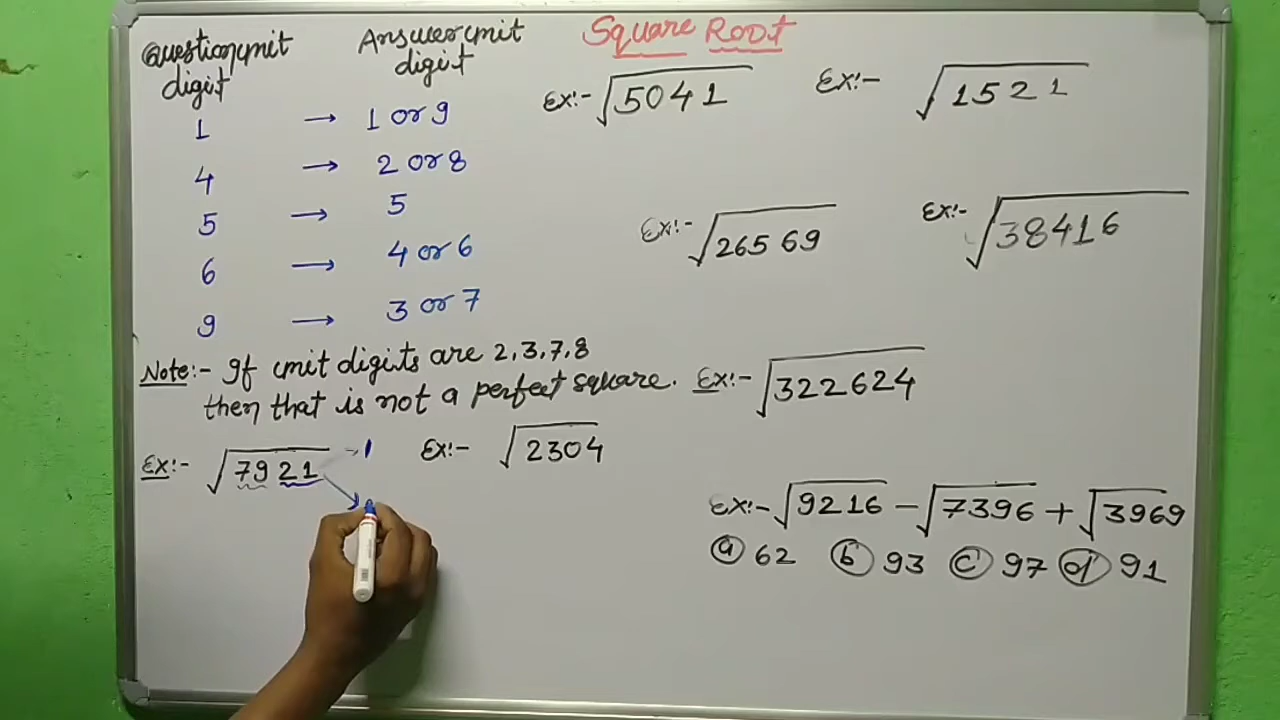 Square Root
Question unit digit
Answer unit digit
1 → 1 or 9
4 → 2 or 8
5 → 5
6 → 4 or 6
9 → 3 or 7
Note:- If unit digits are 2,3,7,8
then that is not a perfect square.
Ex:- √7921 → 1
Ex:- √2304
Ex:- √5041
Ex:- √1521
Ex:- √26569
Ex:- √38416
Ex:- √322624
Ex:- √9216 - √7396 + √3969
(a) 62 (b) 93 (c) 97 (d) 91